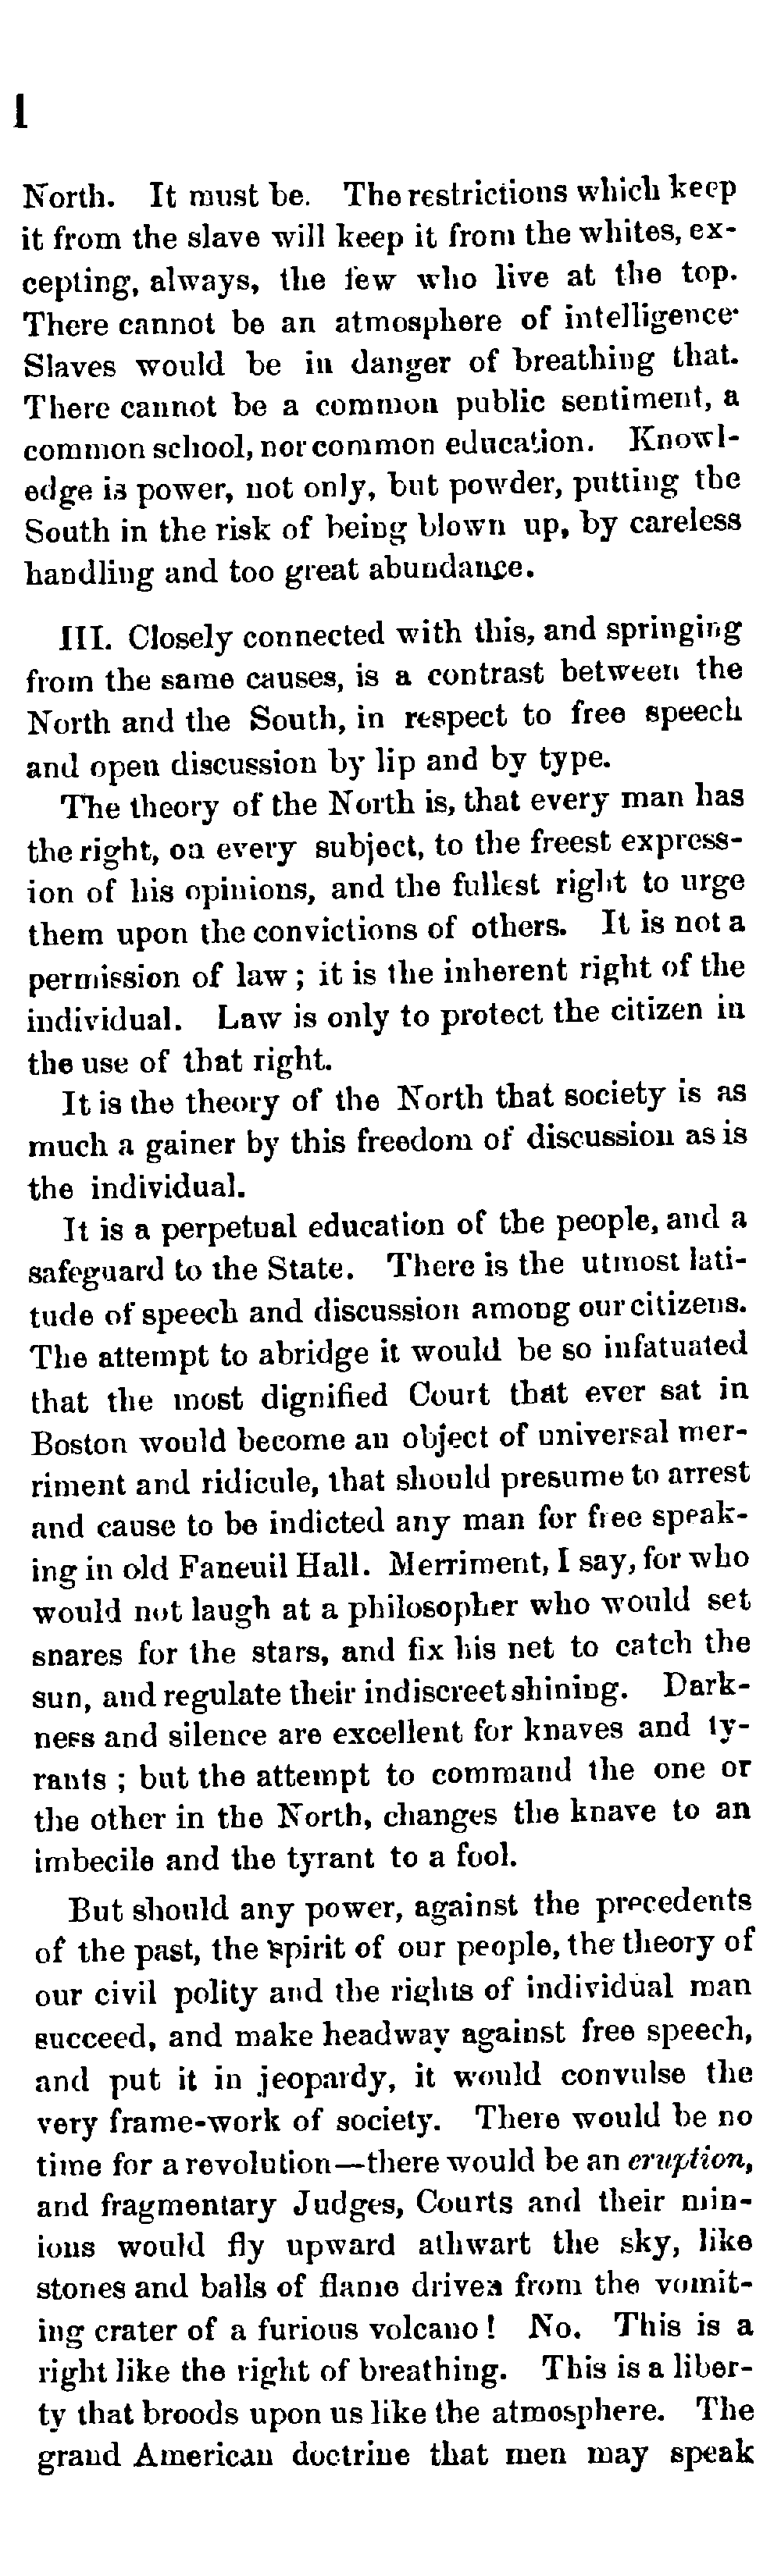 l
North. It must be. The restrictions which keep
it from the slave will keep it from the whites, ex-
cepting, always, the few who live at the top.
There cannot be an atmosphere of intelligence·
Slaves would be in danger of breathing that.
There cannot be a common public sentiment, a
common school, nor common education. Knowl-
edge is power, not only, but powder, putting the
South in the risk of being blown up, by careless
handling and too great abundance.
III. Closely connected with this, and springing
from the same causes, is a contrast between the
North and the South, in respect to free speech
and open discussion by lip and by type.
The theory of the North is, that every man has
the right, on every subject, to the freest express-
ion of his opinions, and the fullest right to urge
them upon the convictions of others. It is not a
permission of law; it is the inherent right of the
individual. Law is only to protect the citizen in
the use of that right.
It is the theory of the North that society is as
much a gainer by this freedom of discussion as is
the individual.
It is a perpetual education of the people, and a
safeguard to the State. There is the utmost lati-
tude of speech and discussion among our citizens.
The attempt to abridge it would be so infatuated
that the most dignified Court that ever sat in
Boston would become an object of universal mer-
riment and ridicule, that should presume to arrest
and cause to be indicted any man for free speak-
ing in old Faneuil Hall. Merriment, I say, for who
would not laugh at a philosopher who would set
snares for the stars, and fix his net to catch the
sun, and regulate their indiscreet shining. Dark-
ness and silence are excellent for knaves and ty-
rants; but the attempt to command the one or
the other in the North, changes the knave to an
imbecile and the tyrant to a fool.
But should any power, against the precedents
of the past, the spirit of our people, the theory of
our civil polity and the rights of individual man
succeed, and make headway against free speech,
and put it in jeopardy, it would convulse the
very frame-work of society. There would be no
time for a revolution—there would be an eruption,
and fragmentary Judges, Courts and their min-
ions would fly upward athwart the sky, like
stones and balls of flame driven from the vomit-
ing crater of a furious volcano! No. This is a
right like the right of breathing. This is a liber-
ty that broods upon us like the atmosphere. The
grand American doctrine that men may speak